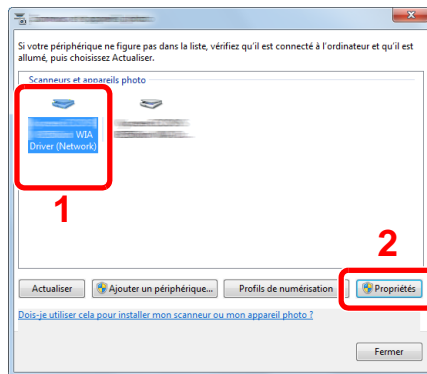 Si votre périphérique ne figure pas dans la liste, vérifiez qu'il est connecté à l'ordinateur et qu'il est
allumé, puis choisissez Actualiser.
Scanneurs et appareils photo
WIA
Driver (Network)
1
2
Actualiser
Ajouter un périphérique...
Profils de numérisation
Propriétés
Dois-je utiliser cela pour installer mon scanneur ou mon appareil photo ?
Fermer